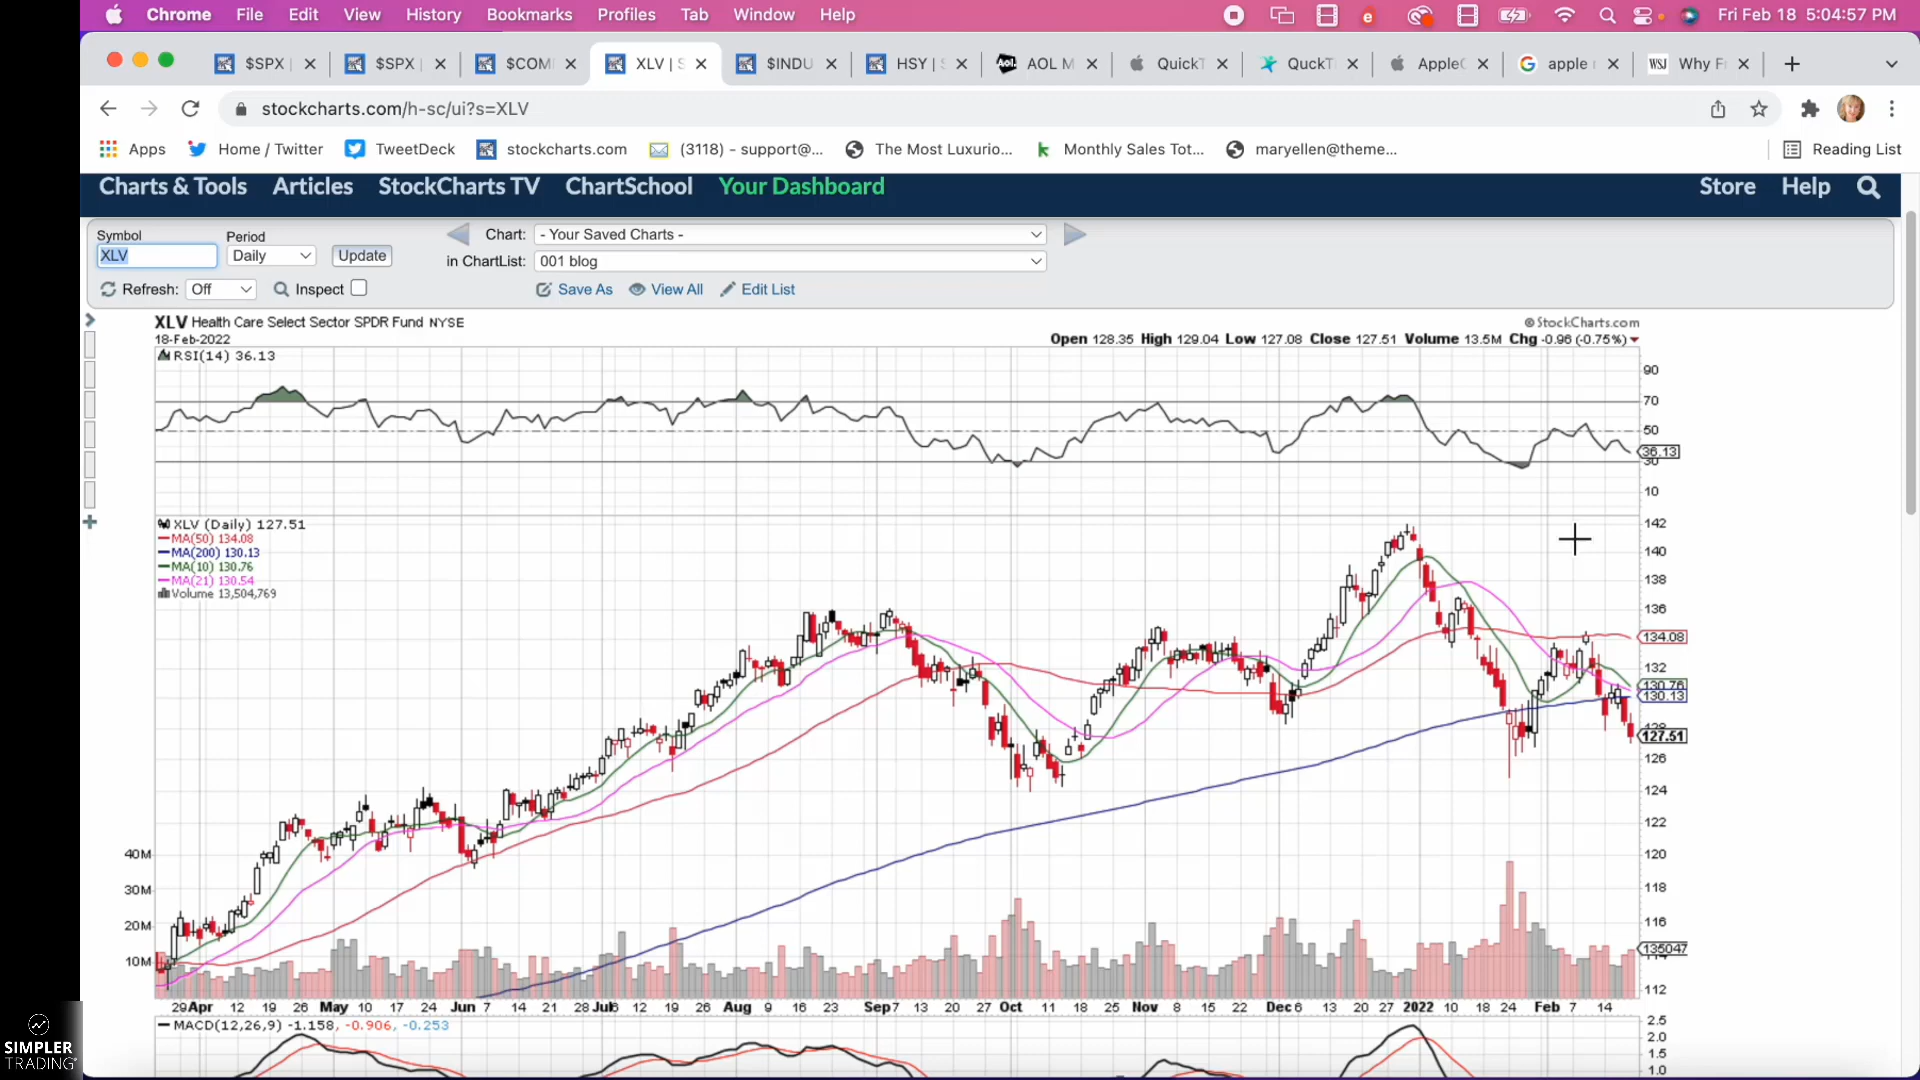 Chrome File Edit View History Bookmarks Profiles Tab Window Help Fri Feb 18 5:04:57 PM
$SPX | $SPX | $COM XLV | S $INDU HSY | S AOL M QuickT QuckTi AppleC apple r Why Fr
stockcharts.com/h-sc/ui?s=XLV
Apps Home / Twitter TweetDeck stockcharts.com (3118) - support@... The Most Luxurio... Monthly Sales Tot... maryellen@theme... Reading List
Charts & Tools Articles StockCharts TV ChartSchool Your Dashboard Store Help
Symbol Period Chart: - Your Saved Charts -
XLV Daily Update in ChartList: 001 blog
Refresh: Off Inspect Save As View All Edit List
XLV Health Care Select Sector SPDR Fund NYSE © StockCharts.com
18-Feb-2022 Open 128.35 High 129.04 Low 127.08 Close 127.51 Volume 13.5M Chg -0.96 (-0.75%)
RSI(14) 36.13
90
70
50
36.13
30
10
XLV (Daily) 127.51
MA(50) 134.08
MA(200) 130.13
MA(10) 130.76
MA(21) 130.54
Volume 13,504,769
142
140
138
136
134.08
132
130.76
130.13
128
127.51
126
124
122
120
118
116
13504
114
112
40M
30M
20M
10M
29 Apr 12 19 26 May 10 17 24 Jun 7 14 21 28 Jul 6 12 19 26 Aug 9 16 23 Sep 7 13 20 27 Oct 11 18 25 Nov 8 15 22 Dec 6 13 20 27 2022 10 18 24 Feb 7 14
MACD(12,26,9) -1.158, -0.906, -0.253
2.5
2.0
1.5
1.0
SIMPLER
TRADING